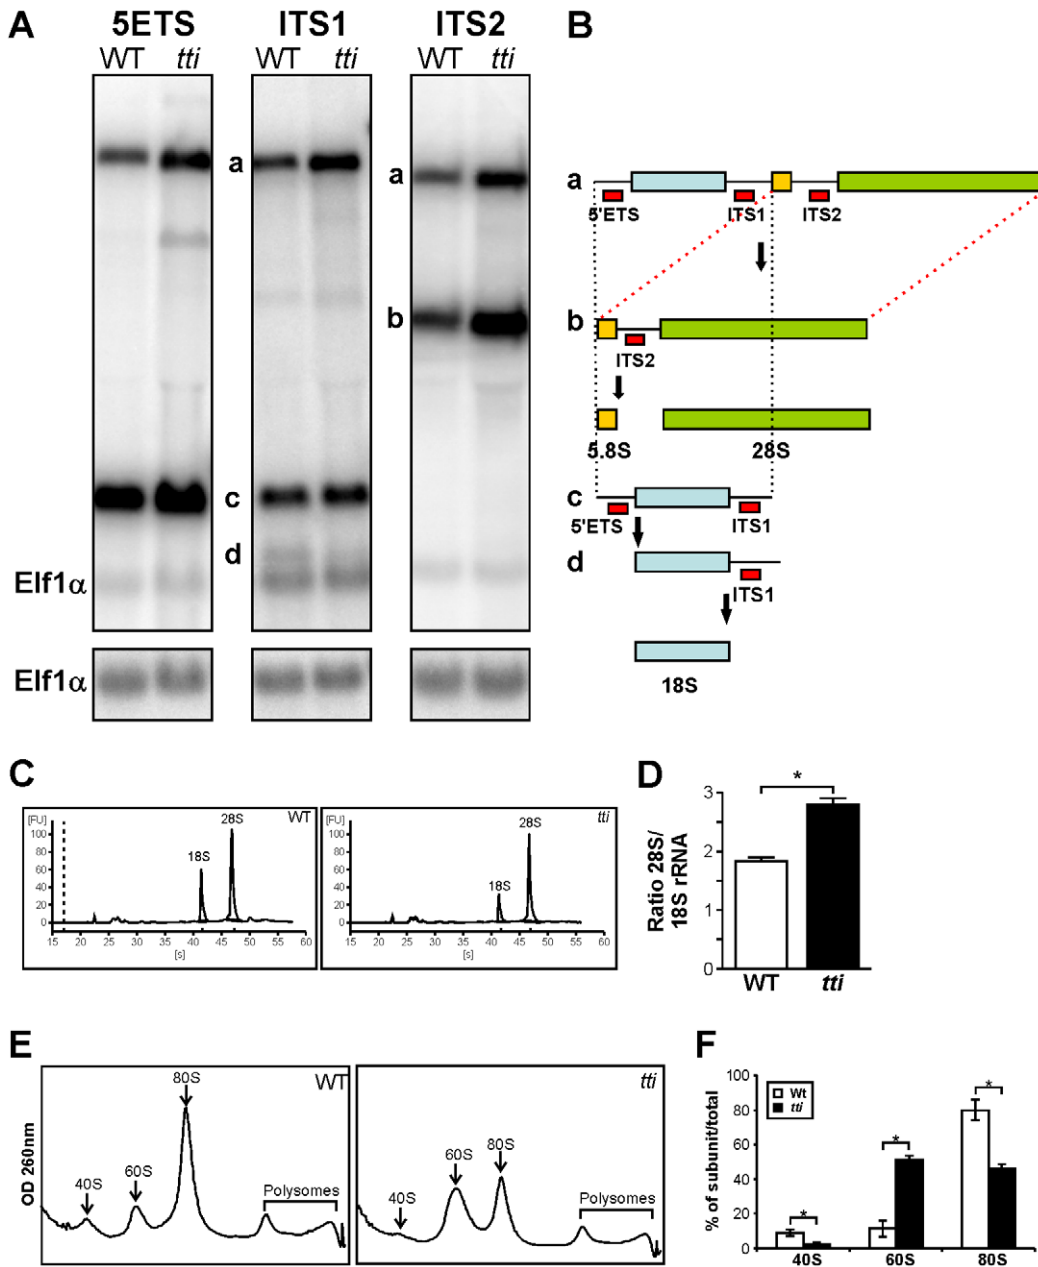 A
5ETS
ITS1
ITS2
WT
tti
WT
tti
WT
tti
a
a
b
c
d
Elf1α
Elf1α
B
a
5'ETS
ITS1
ITS2
b
ITS2
5.8S
28S
c
5'ETS
ITS1
d
ITS1
18S
C
[FU]
WT
100
80
60
40
20
0
18S
28S
15 20 25 30 35 40 45 50 55 60
[s]
[FU]
tti
100
80
60
40
20
0
18S
28S
15 20 25 30 35 40 45 50 55 60
[s]
D
Ratio 28S/
18S rRNA
3
2
1
0
*
WT
tti
E
OD 260nm
WT
40S
60S
80S
Polysomes
tti
40S
60S
80S
Polysomes
F
% of subunit/total
100
80
60
40
20
0
Wt
tti
*
*
*
40S
60S
80S